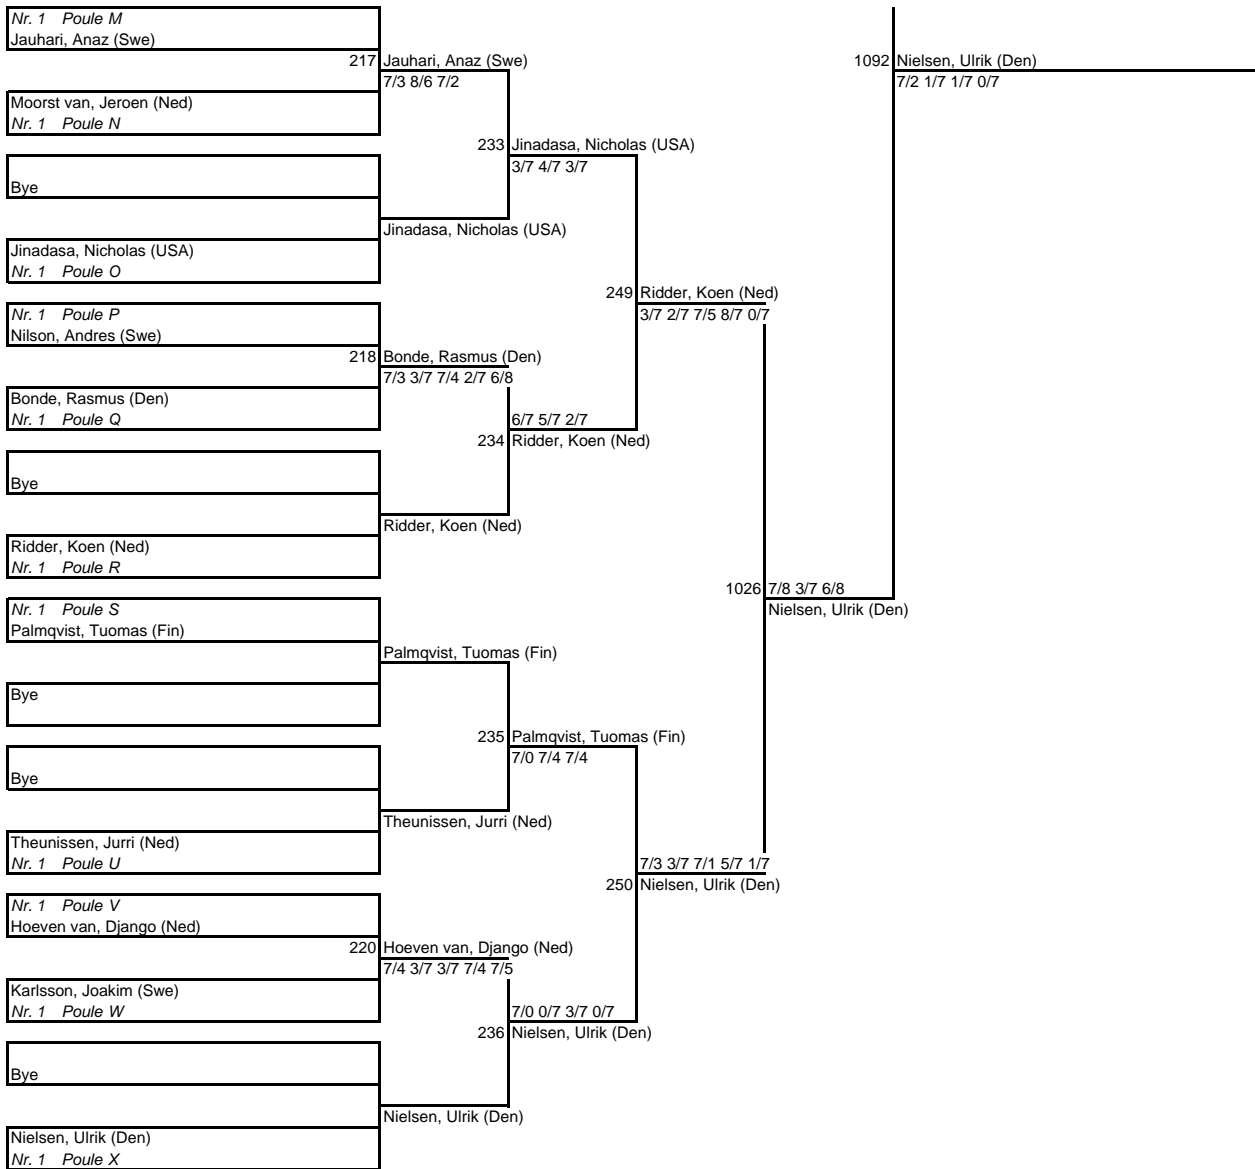 Nr. 1 Poule M
Jauhari, Anaz (Swe)
217 Jauhari, Anaz (Swe)
1092 Nielsen, Ulrik (Den)
7/3 8/6 7/2
7/2 1/7 1/7 0/7
Moorst van, Jeroen (Ned)
Nr. 1 Poule N
233 Jinadasa, Nicholas (USA)
3/7 4/7 3/7
Bye
Jinadasa, Nicholas (USA)
Jinadasa, Nicholas (USA)
Nr. 1 Poule O
249 Ridder, Koen (Ned)
3/7 2/7 7/5 8/7 0/7
Nr. 1 Poule P
Nilson, Andres (Swe)
218 Bonde, Rasmus (Den)
7/3 3/7 7/4 2/7 6/8
Bonde, Rasmus (Den)
Nr. 1 Poule Q
6/7 5/7 2/7
234 Ridder, Koen (Ned)
Bye
Ridder, Koen (Ned)
Ridder, Koen (Ned)
Nr. 1 Poule R
1026 7/8 3/7 6/8
Nielsen, Ulrik (Den)
Nr. 1 Poule S
Palmqvist, Tuomas (Fin)
Palmqvist, Tuomas (Fin)
Bye
235 Palmqvist, Tuomas (Fin)
7/0 7/4 7/4
Bye
Theunissen, Jurri (Ned)
Theunissen, Jurri (Ned)
Nr. 1 Poule U
7/3 3/7 7/1 5/7 1/7
250 Nielsen, Ulrik (Den)
Nr. 1 Poule V
Hoeven van, Django (Ned)
220 Hoeven van, Django (Ned)
7/4 3/7 3/7 7/4 7/5
Karlsson, Joakim (Swe)
Nr. 1 Poule W
7/0 0/7 3/7 0/7
236 Nielsen, Ulrik (Den)
Bye
Nielsen, Ulrik (Den)
Nielsen, Ulrik (Den)
Nr. 1 Poule X